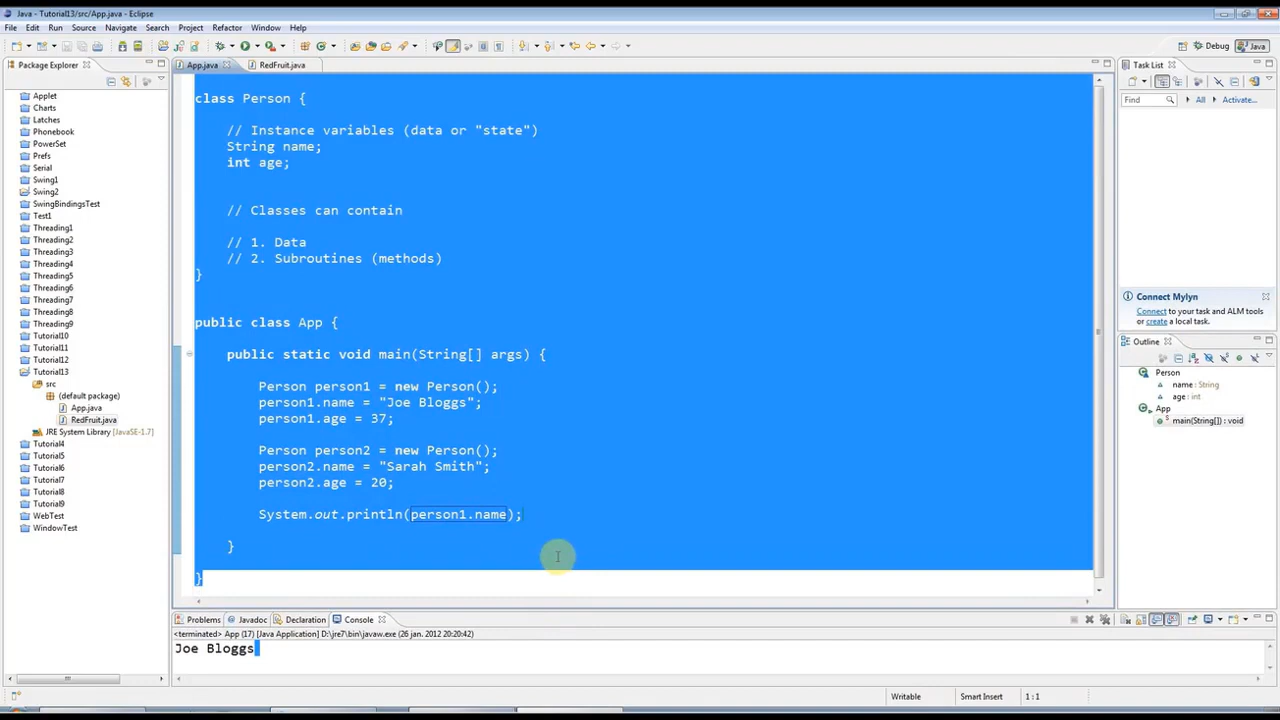 Java - Tutorial13/src/App.java - Eclipse
File Edit Run Source Navigate Search Project Refactor Window Help
Debug Java
Package Explorer
App.java RedFruit.java
Task List
Find All Activate...
Applet
Charts
Latches
Phonebook
PowerSet
Prefs
Serial
Swing1
Swing2
SwingBindingsTest
Test1
Threading1
Threading2
Threading3
Threading4
Threading5
Threading6
Threading7
Threading8
Threading9
Tutorial10
Tutorial11
Tutorial12
Tutorial13
src
(default package)
App.java
RedFruit.java
JRE System Library [JavaSE-1.7]
Tutorial4
Tutorial5
Tutorial6
Tutorial7
Tutorial8
Tutorial9
WebTest
WindowTest
class Person {
// Instance variables (data or "state")
String name;
int age;
// Classes can contain
// 1. Data
// 2. Subroutines (methods)
}
public class App {
public static void main(String[] args) {
Person person1 = new Person();
person1.name = "Joe Bloggs";
person1.age = 37;
Person person2 = new Person();
person2.name = "Sarah Smith";
person2.age = 20;
System.out.println(person1.name);
}
}
Connect Mylyn
Connect to your task and ALM tools
or create a local task.
Outline
Person
name : String
age : int
App
main(String[]) : void
Problems Javadoc Declaration Console
<terminated> App (17) [Java Application] D:\jre7\bin\javaw.exe (26 jan. 2012 20:20:42)
Joe Bloggs
Writable Smart Insert 1 : 1